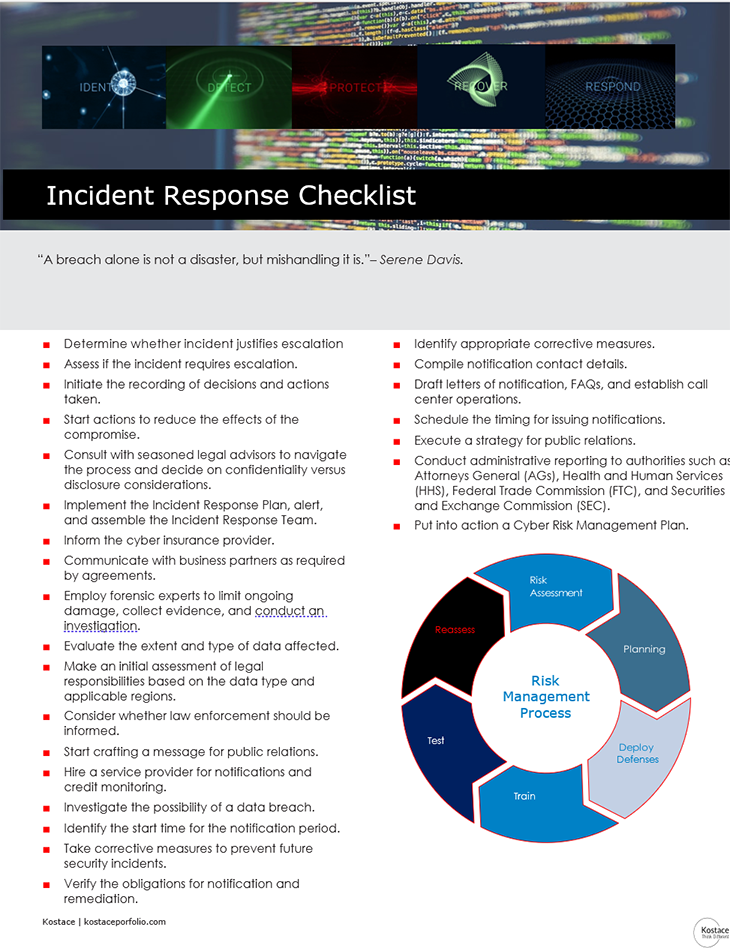 IDENT
DETECT
PROTECT
RECOVER
RESPOND
Incident Response Checklist
“A breach alone is not a disaster, but mishandling it is.”– Serene Davis.
Determine whether incident justifies escalation
Assess if the incident requires escalation.
Initiate the recording of decisions and actions
taken.
Start actions to reduce the effects of the
compromise.
Consult with seasoned legal advisors to navigate
the process and decide on confidentiality versus
disclosure considerations.
Implement the Incident Response Plan, alert,
and assemble the Incident Response Team.
Inform the cyber insurance provider.
Communicate with business partners as required
by agreements.
Employ forensic experts to limit ongoing
damage, collect evidence, and conduct an
investigation.
Evaluate the extent and type of data affected.
Make an initial assessment of legal
responsibilities based on the data type and
applicable regions.
Consider whether law enforcement should be
informed.
Start crafting a message for public relations.
Hire a service provider for notifications and
credit monitoring.
Investigate the possibility of a data breach.
Identify the start time for the notification period.
Take corrective measures to prevent future
security incidents.
Verify the obligations for notification and
remediation.
Identify appropriate corrective measures.
Compile notification contact details.
Draft letters of notification, FAQs, and establish call
center operations.
Schedule the timing for issuing notifications.
Execute a strategy for public relations.
Conduct administrative reporting to authorities such as
Attorneys General (AGs), Health and Human Services
(HHS), Federal Trade Commission (FTC), and Securities
and Exchange Commission (SEC).
Put into action a Cyber Risk Management Plan.
Risk
Assessment
Planning
Deploy
Defenses
Train
Test
Reassess
Risk
Management
Process
Kostace | kostaceporfolio.com
Kostace